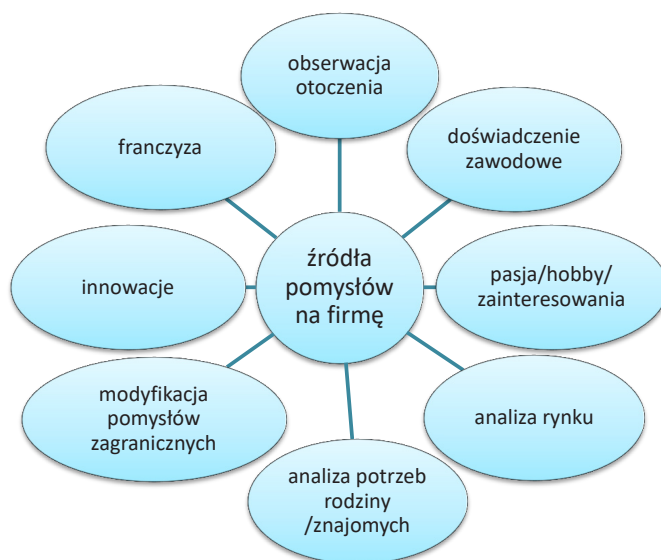 obserwacja
otoczenia
doświadczenie
zawodowe
pasja/hobby/
zainteresowania
analiza rynku
analiza potrzeb
rodziny
/znajomych
modyfikacja
pomysłów
zagranicznych
innowacje
franczyza
źródła
pomysłów
na firmę